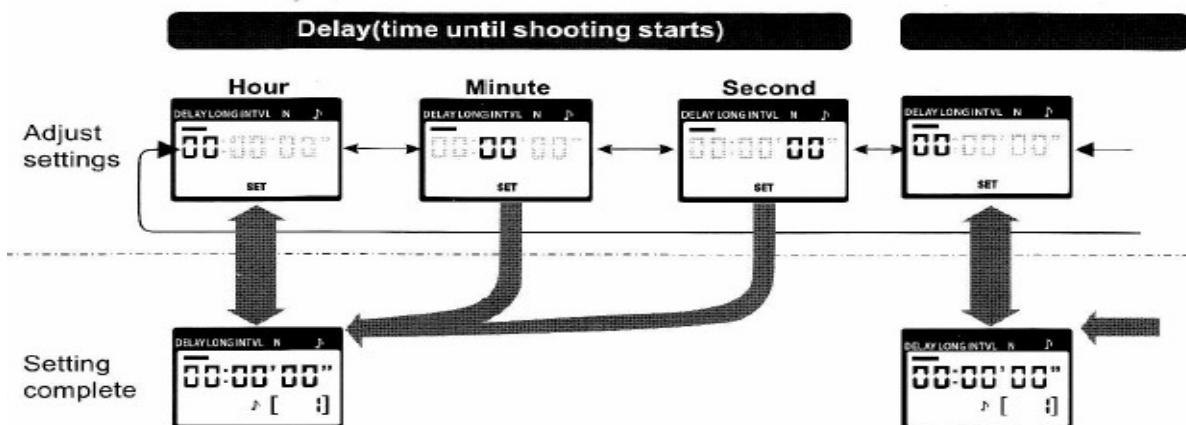 Delay(time until shooting starts)
Hour Minute Second
DELAY LONG INTVL N ♪ DELAY LONG INTVL N ♪ DELAY LONG INTVL N ♪ DELAY LONG INTVL N ♪
Adjust
settings
00:00'00" 00:00'00" 00:00'00" 00:00'00"
SET SET SET SET
DELAY LONG INTVL N ♪ DELAY LONG INTVL N ♪
Setting
complete
00:00'00" 00:00'00"
♪ [ 1] ♪ [ 1]